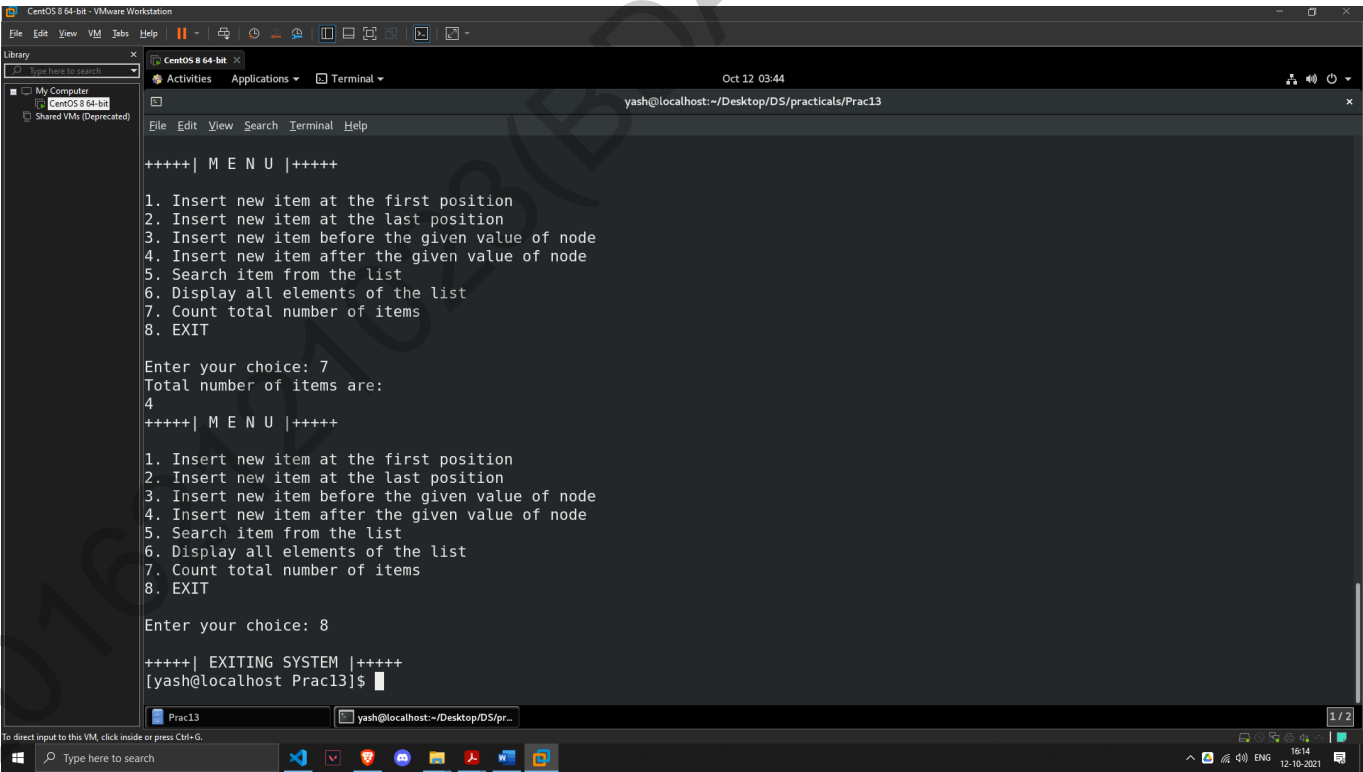 CentOS 8 64-bit - VMware Workstation
File Edit View VM Tabs Help
Library
Type here to search
My Computer
CentOS 8 64-bit
Shared VMs (Deprecated)
CentOS 8 64-bit
Activities Applications Terminal Oct 12 03:44
yash@localhost:~/Desktop/DS/practicals/Prac13
File Edit View Search Terminal Help
+++++| M E N U |+++++
1. Insert new item at the first position
2. Insert new item at the last position
3. Insert new item before the given value of node
4. Insert new item after the given value of node
5. Search item from the list
6. Display all elements of the list
7. Count total number of items
8. EXIT
Enter your choice: 7
Total number of items are:
4
+++++| M E N U |+++++
1. Insert new item at the first position
2. Insert new item at the last position
3. Insert new item before the given value of node
4. Insert new item after the given value of node
5. Search item from the list
6. Display all elements of the list
7. Count total number of items
8. EXIT
Enter your choice: 8
+++++| EXITING SYSTEM |+++++
[yash@localhost Prac13]$
Prac13 yash@localhost:~/Desktop/DS/pr... 1 / 2
To direct input to this VM, click inside or press Ctrl+G.
Type here to search
ENG 16:14
12-10-2021